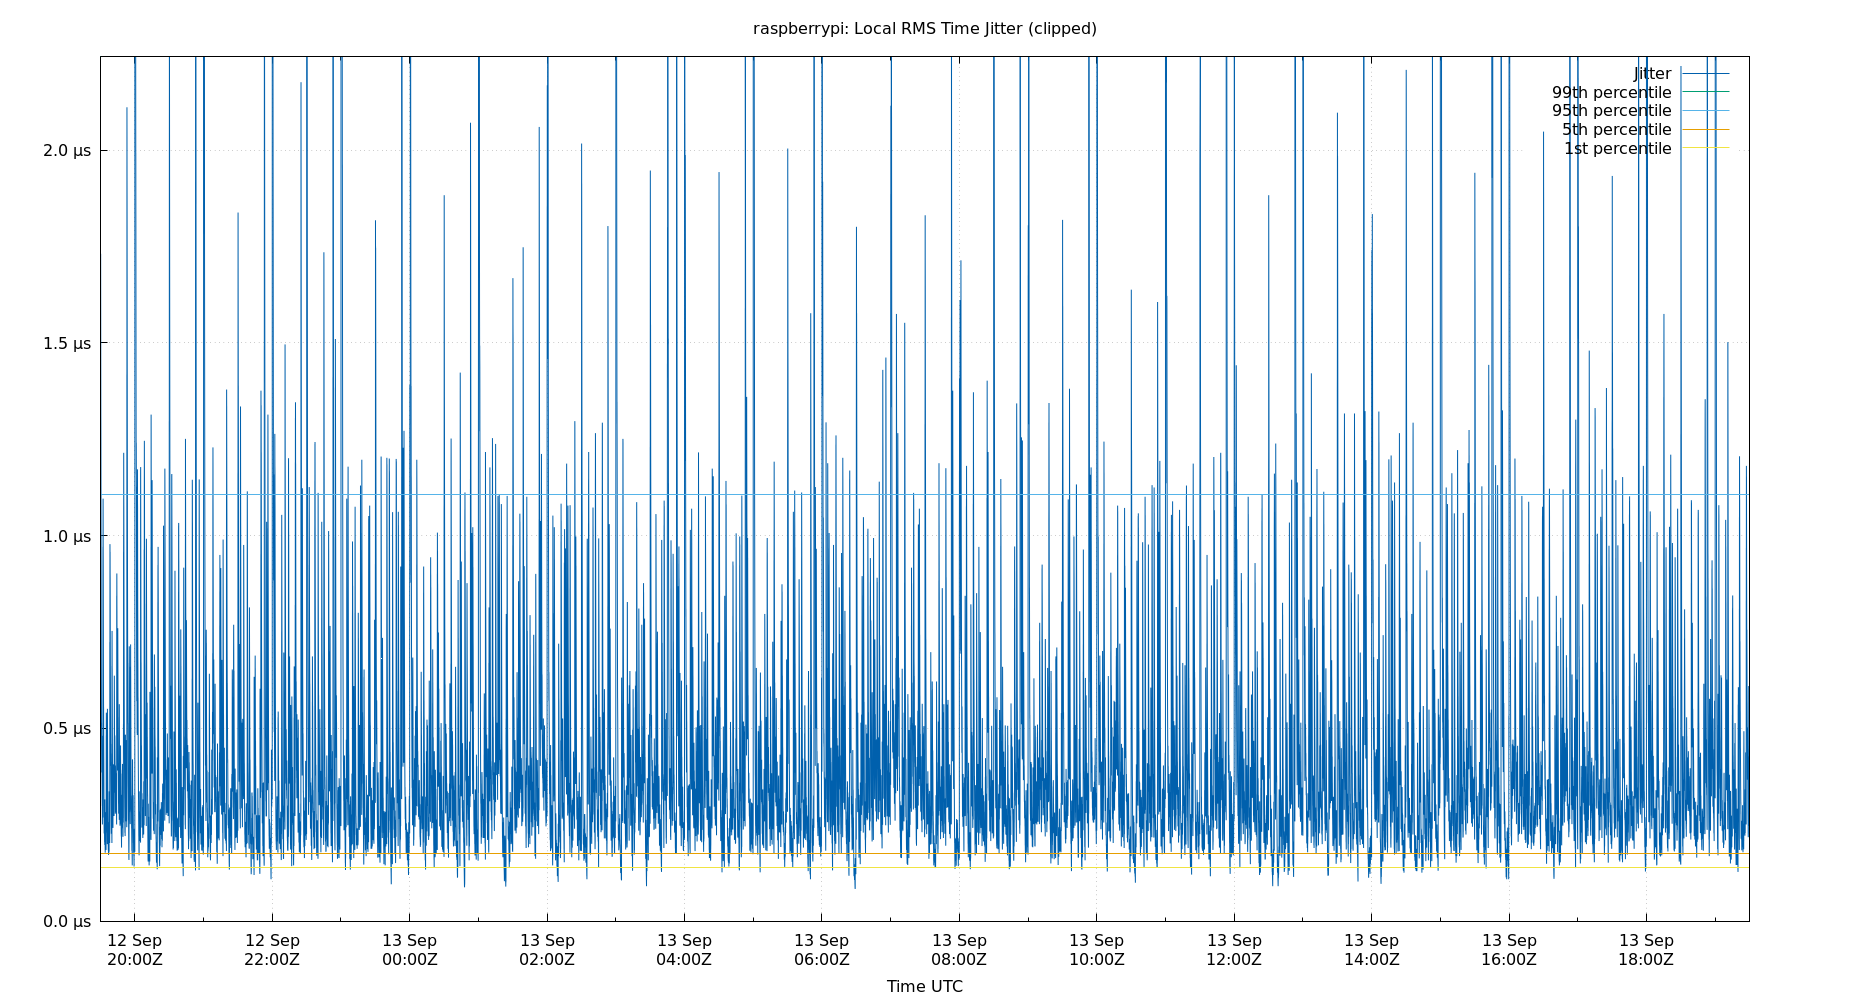 raspberrypi: Local RMS Time Jitter (clipped)
Jitter
99th percentile
95th percentile
5th percentile
1st percentile
2.0 µs
1.5 µs
1.0 µs
0.5 µs
0.0 µs
12 Sep 12 Sep 13 Sep 13 Sep 13 Sep 13 Sep 13 Sep 13 Sep 13 Sep 13 Sep 13 Sep 13 Sep
20:00Z 22:00Z 00:00Z 02:00Z 04:00Z 06:00Z 08:00Z 10:00Z 12:00Z 14:00Z 16:00Z 18:00Z
Time UTC